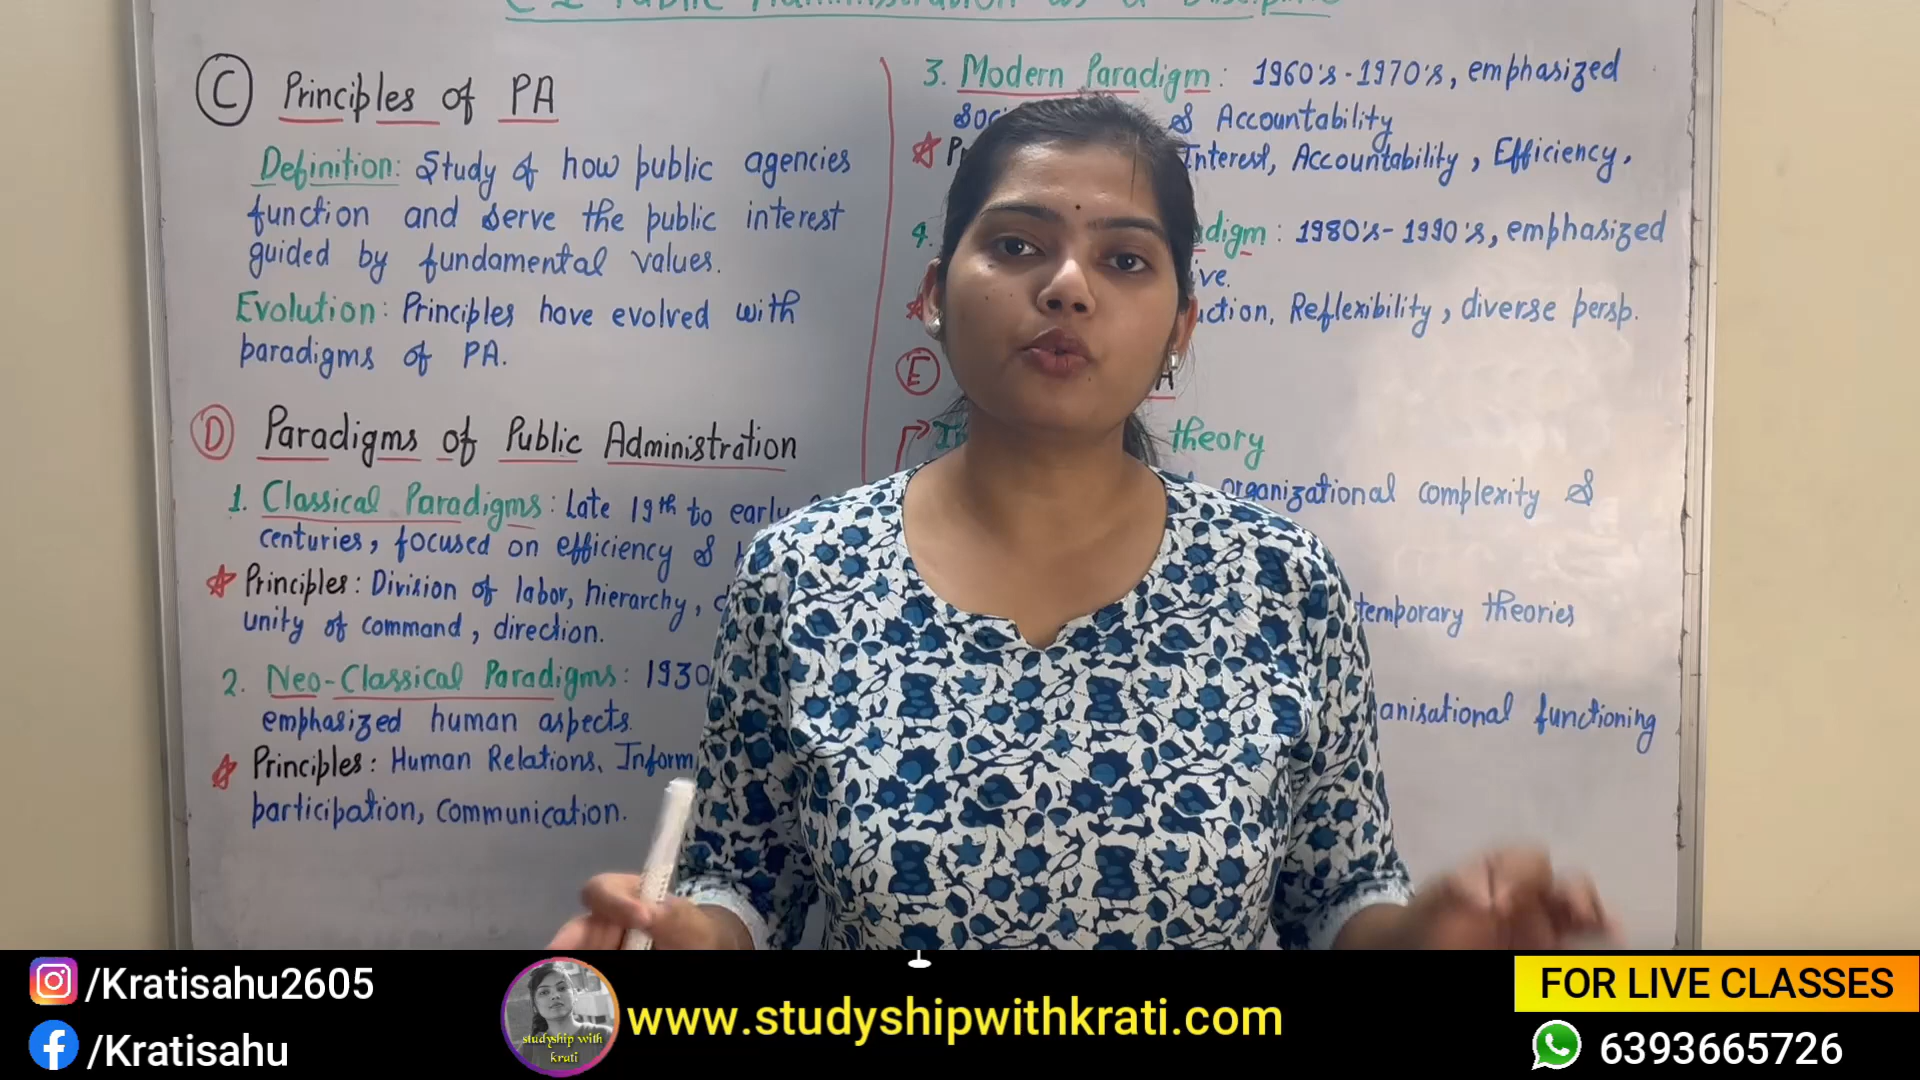 Public Administration as a Discipline
C Principles of PA
Definition: Study of how public agencies
function and serve the public interest
guided by fundamental values.
Evolution: Principles have evolved with
paradigms of PA.
D Paradigms of Public Administration
1. Classical Paradigms: Late 19th to early
centuries, focused on efficiency &
Principles: Division of labor, hierarchy,
unity of command, direction.
2. Neo-Classical Paradigms: 1930
emphasized human aspects.
Principles: Human Relations, Inform
participation, communication.
3. Modern Paradigm: 1960's-1970's, emphasized
& Accountability
Interest, Accountability, Efficiency.
4. 1980's-1990's, emphasized
Reflexibility, diverse persp.
E
theory
organizational complexity &
theories
functioning
/Kratisahu2605
/Kratisahu
studyship with
krati
www.studyshipwithkrati.com
FOR LIVE CLASSES
6393665726